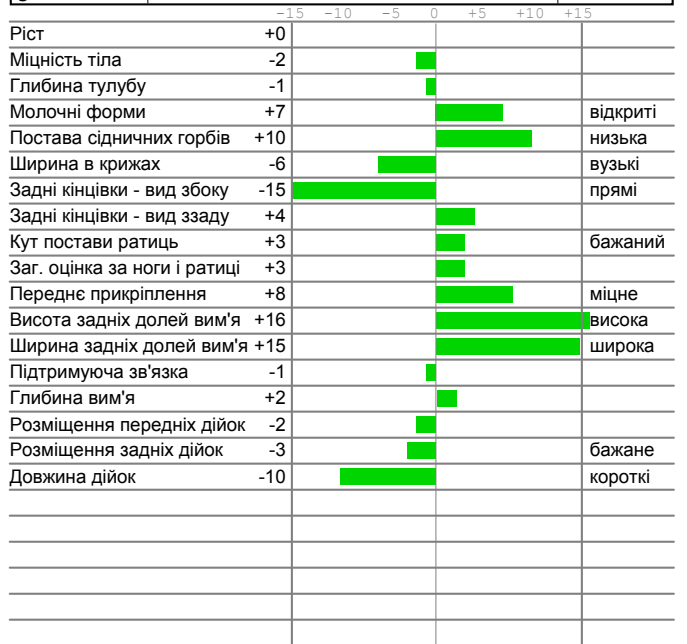 -15 -10 -5 0 +5 +10 +15
Ріст +0
Міцність тіла -2
Глибина тулубу -1
Молочні форми +7 відкриті
Постава сідничних горбів +10 низька
Ширина в крижах -6 вузькі
Задні кінцівки - вид збоку -15 прямі
Задні кінцівки - вид ззаду +4
Кут постави ратиць +3 бажаний
Заг. оцінка за ноги і ратиці +3
Переднє прикріплення +8 міцне
Висота задніх долей вим'я +16 висока
Ширина задніх долей вим'я +15 широка
Підтримуюча зв'язка -1
Глибина вим'я +2
Розміщення передніх дійок -2
Розміщення задніх дійок -3 бажане
Довжина дійок -10 короткі